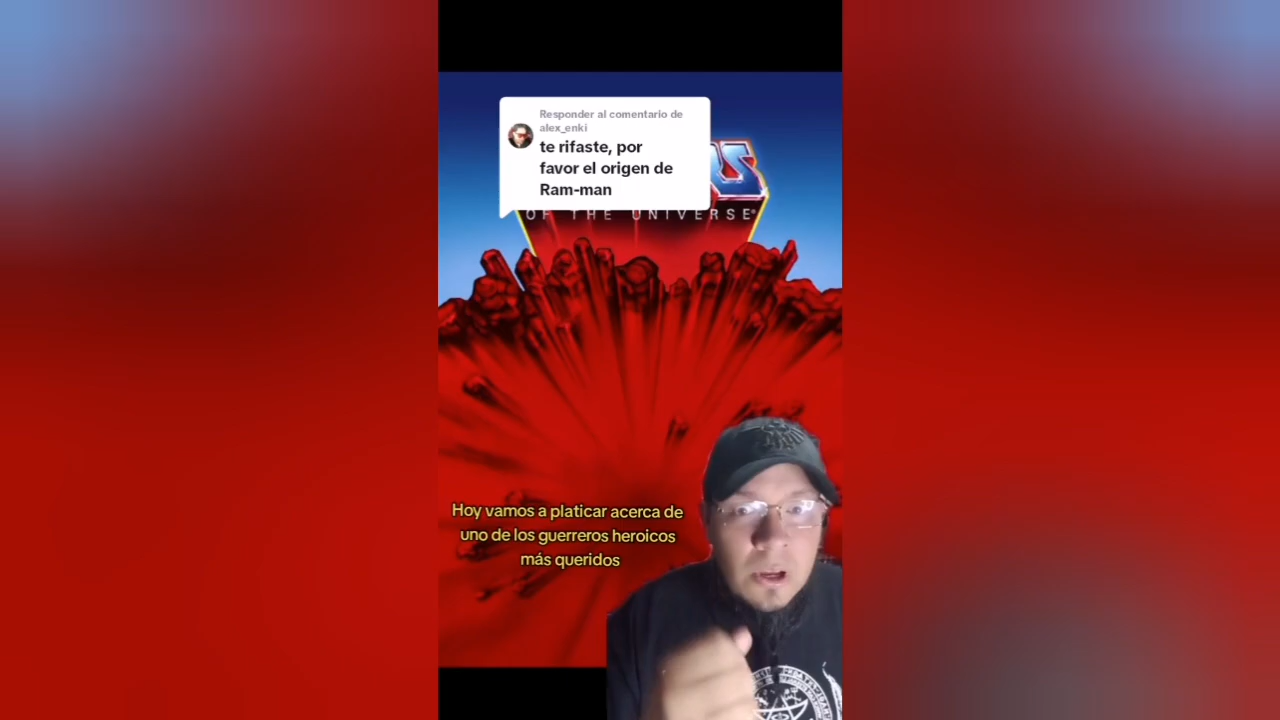 Responder al comentario de
alex_enki
te rifaste, por
favor el origen de
Ram-man
OF THE UNIVERSE
Hoy vamos a platicar acerca de
uno de los guerreros heroicos
más queridos